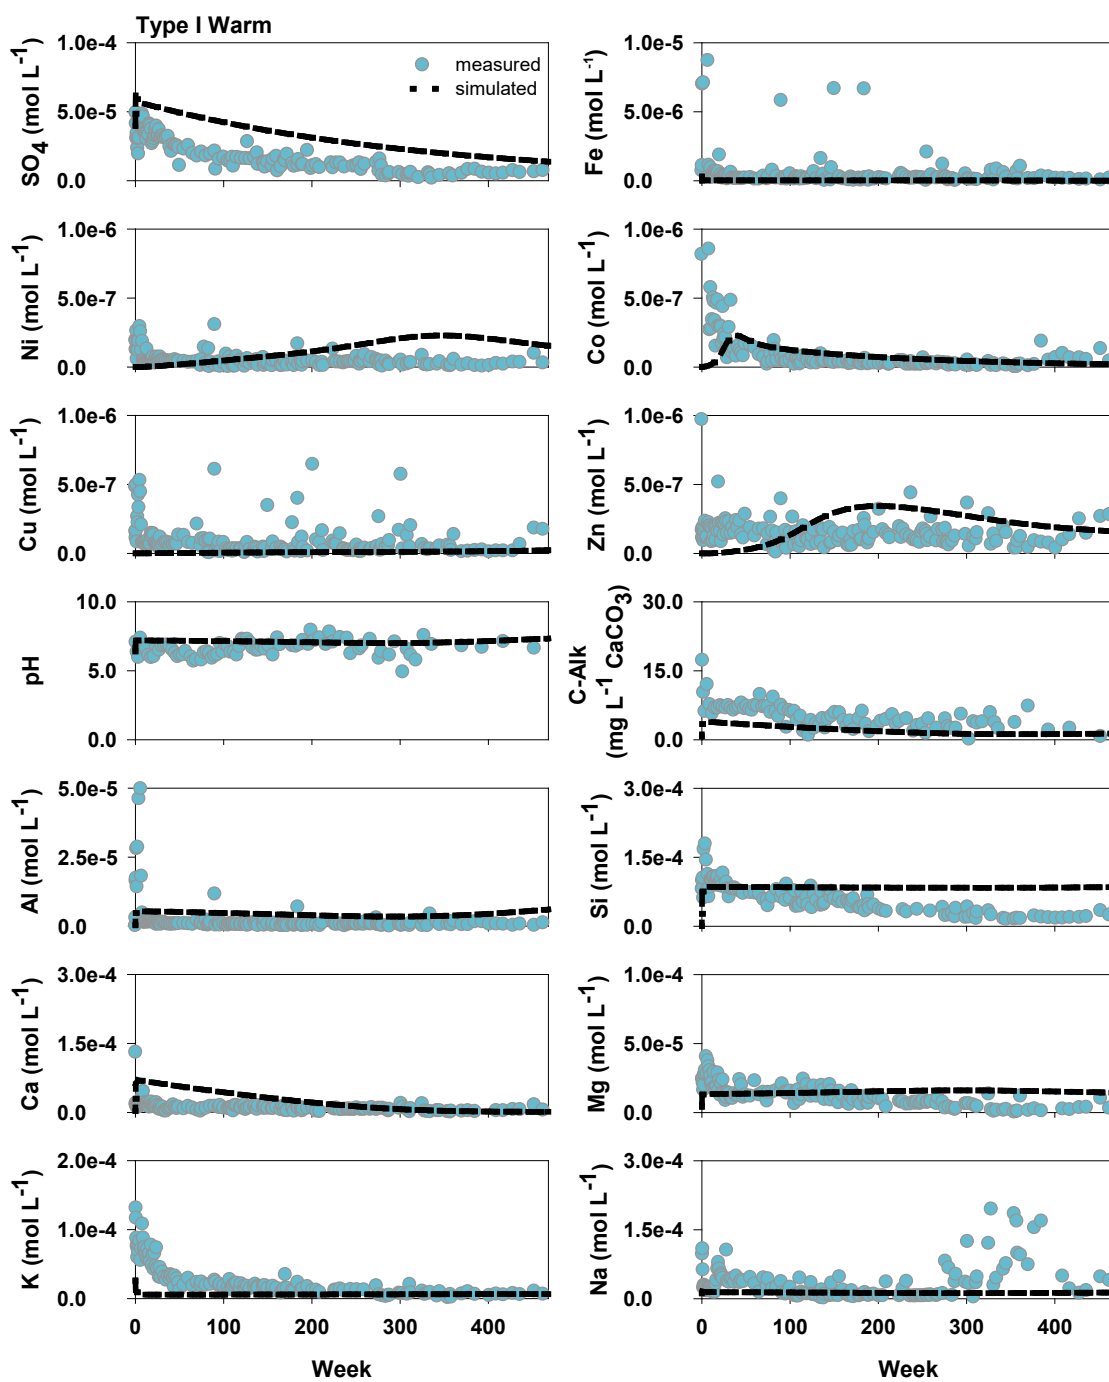 Type I Warm
SO4 (mol L-1)
1.0e-4
5.0e-5
0.0
measured
simulated
Fe (mol L-1)
1.0e-5
5.0e-6
0.0
Ni (mol L-1)
1.0e-6
5.0e-7
0.0
Co (mol L-1)
1.0e-6
5.0e-7
0.0
Cu (mol L-1)
1.0e-6
5.0e-7
0.0
Zn (mol L-1)
1.0e-6
5.0e-7
0.0
pH
10.0
5.0
0.0
C-Alk
(mg L-1 CaCO3)
30.0
15.0
0.0
Al (mol L-1)
5.0e-5
2.5e-5
0.0
Si (mol L-1)
3.0e-4
1.5e-4
0.0
Ca (mol L-1)
3.0e-4
1.5e-4
0.0
Mg (mol L-1)
1.0e-4
5.0e-5
0.0
K (mol L-1)
2.0e-4
1.0e-4
0.0
0 100 200 300 400
Week
Na (mol L-1)
3.0e-4
1.5e-4
0.0
0 100 200 300 400
Week